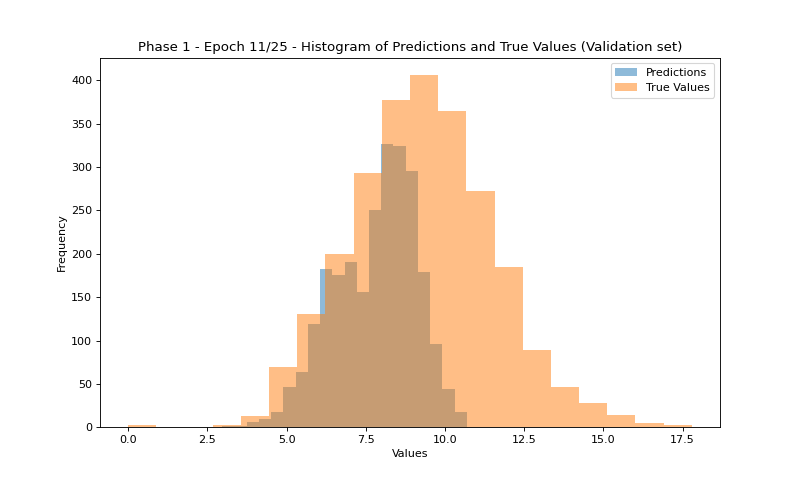 Phase 1 - Epoch 11/25 - Histogram of Predictions and True Values (Validation set)
Predictions
True Values
400
350
300
250
200
150
100
50
0
Frequency
0.0 2.5 5.0 7.5 10.0 12.5 15.0 17.5
Values